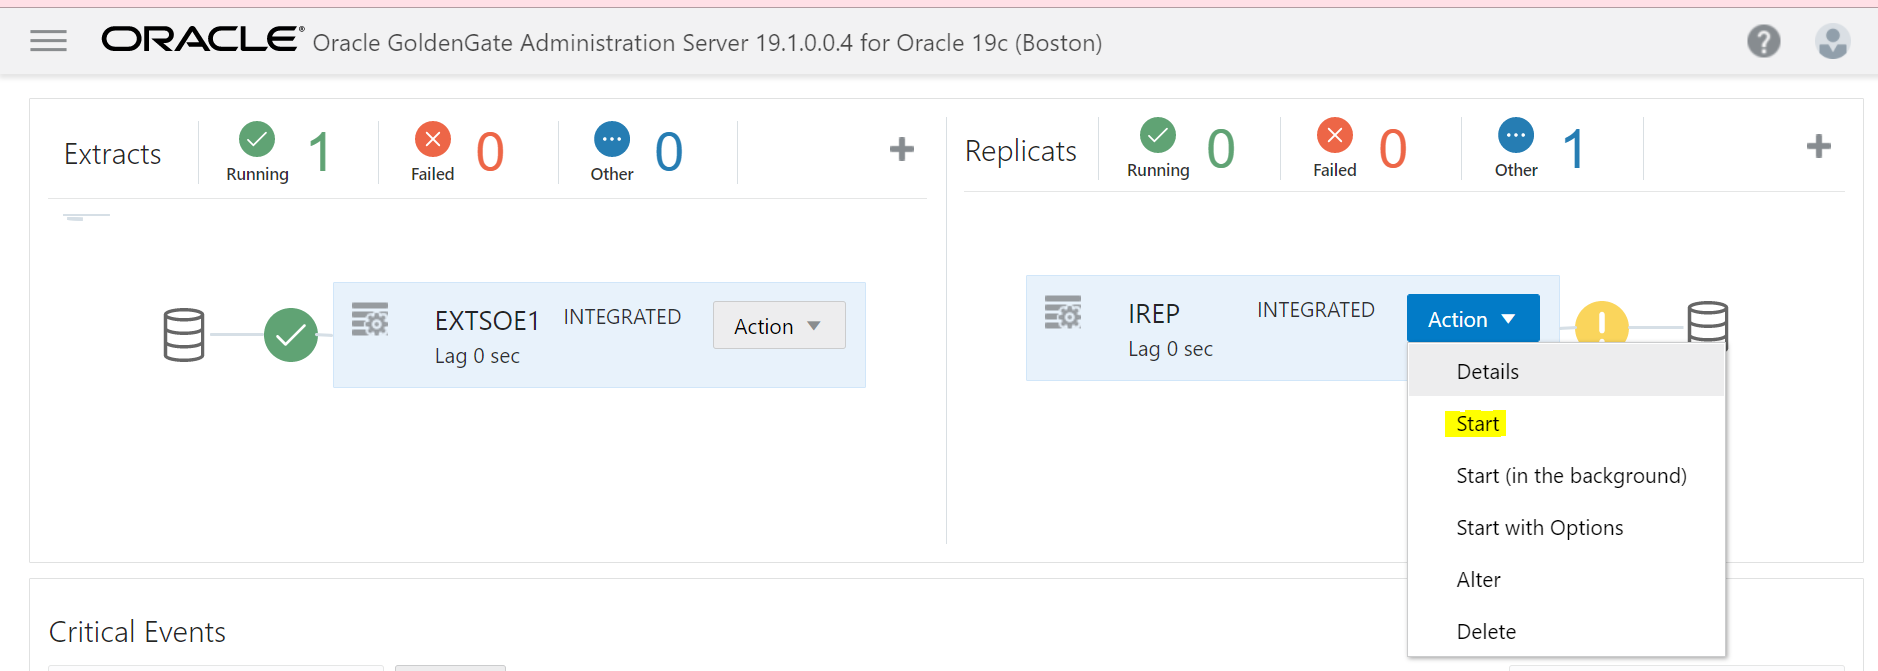 ORACLE® Oracle GoldenGate Administration Server 19.1.0.0.4 for Oracle 19c (Boston)
?
Extracts
Running
1
Failed
0
Other
0
Replicats
Running
0
Failed
0
Other
1
EXTSOE1 INTEGRATED
Lag 0 sec
Action
IREP INTEGRATED
Lag 0 sec
Action
Details
Start
Start (in the background)
Start with Options
Alter
Delete
Critical Events